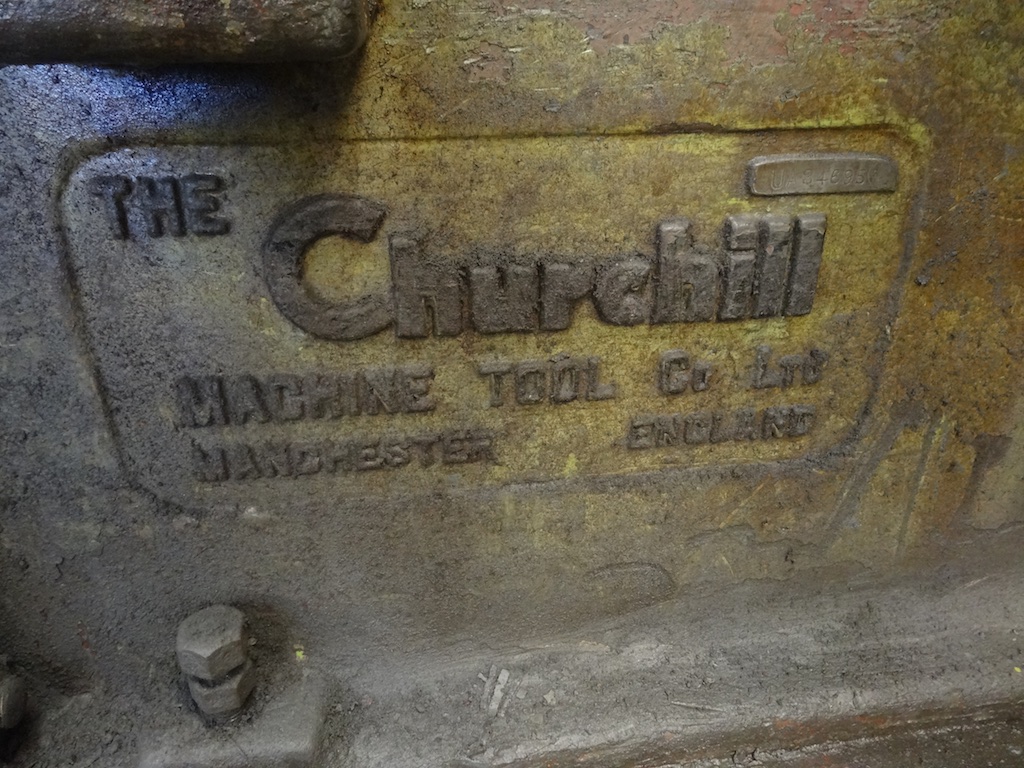 THE
Churchill
MACHINE TOOL Co LTD
MANCHESTER ENGLAND